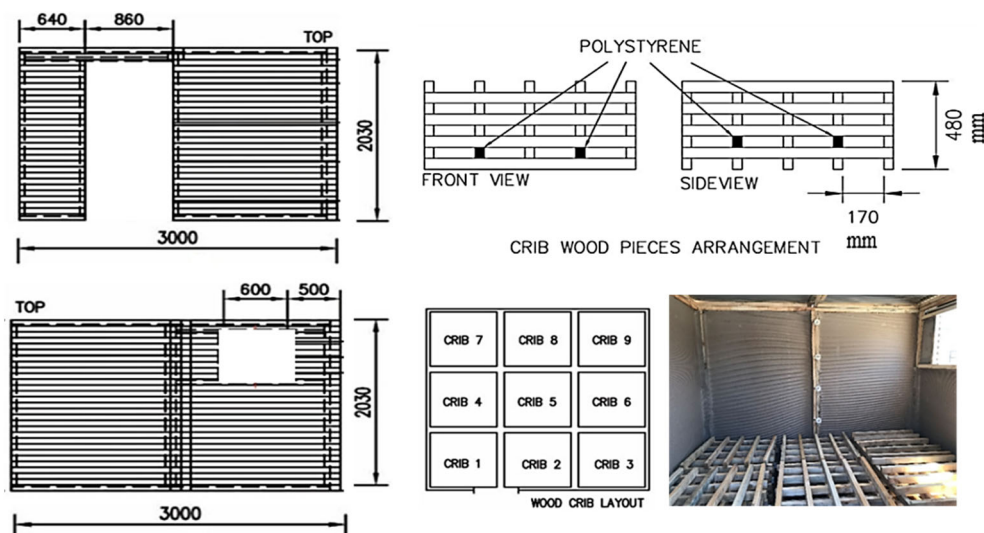 640
860
TOP
2030
3000
POLYSTYRENE
480
mm
FRONT VIEW
SIDEVIEW
170
mm
CRIB WOOD PIECES ARRANGEMENT
TOP
600
500
2030
3000
CRIB 7
CRIB 8
CRIB 9
CRIB 4
CRIB 5
CRIB 6
CRIB 1
CRIB 2
CRIB 3
WOOD CRIB LAYOUT